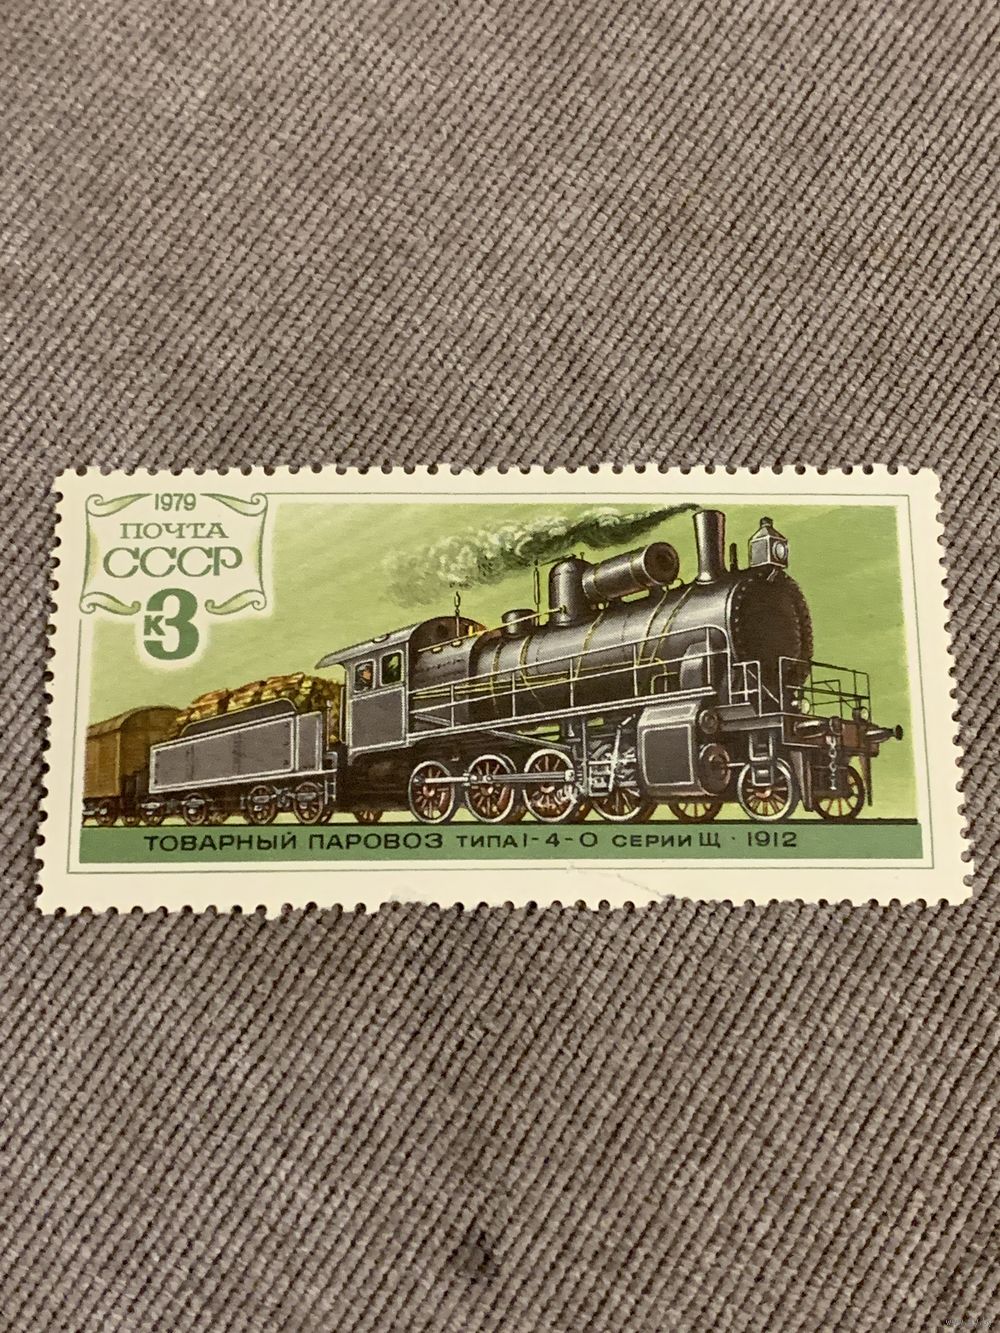 1979
ПОЧТА
СССР
К3
ТОВАРНЫЙ ПАРОВОЗ ТИПА 1-4-0 СЕРИИ Щ · 1912